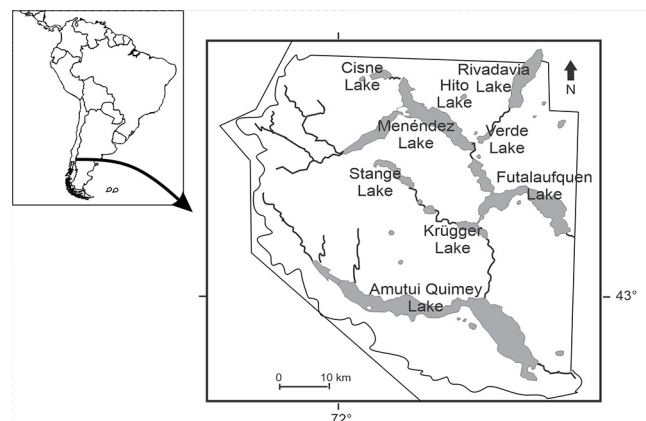 Cisne
Lake
Rivadavia
Lake
Hito
Lake
N
Menéndez
Lake
Verde
Lake
Stange
Lake
Futalaufquen
Lake
Krügger
Lake
Amutui Quimey
Lake
43°
0 10 km
72°